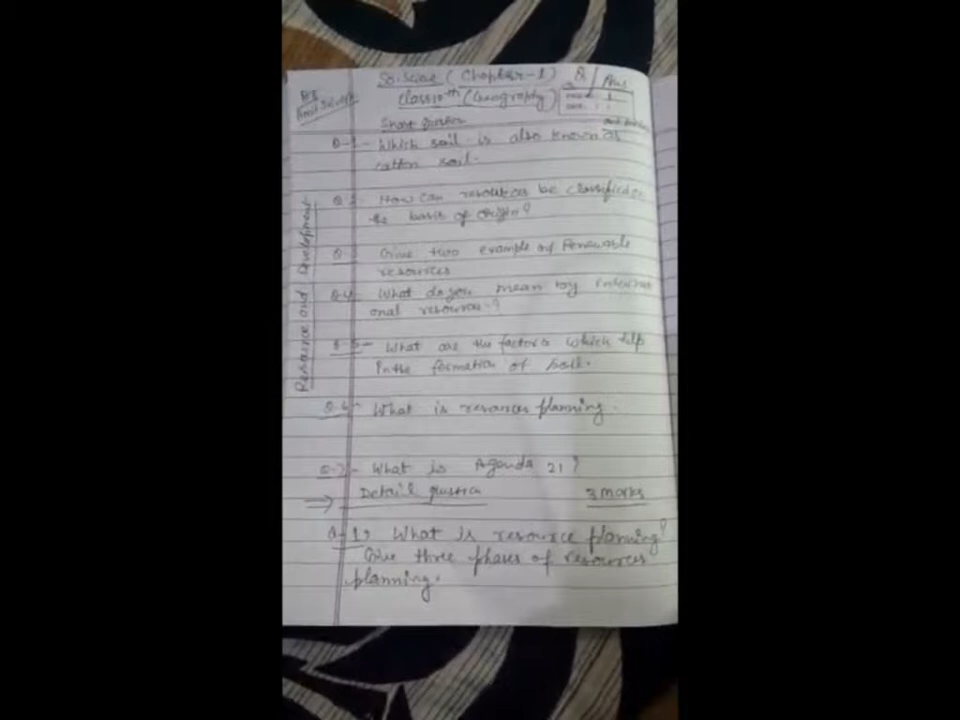 So. Sciae (Chapter-1)
Class 10th (Geography)
Short Question
Q-1- Which soil is also known as
cotton soil.
Q-2- How can resources be classified on
the basis of origin?
Q-3 Give two example of Renewable
resources
Q-4- What do you mean by internati
onal resources-?
Q-5- What are the factors which help
in the formation of soil.
Q-6- What is resources planning.
Q-7- What is Agenda 21?
Detail question 3 marks
Q-1, What is resource planning?
Give three phases of resources
planning.
Resource and Development